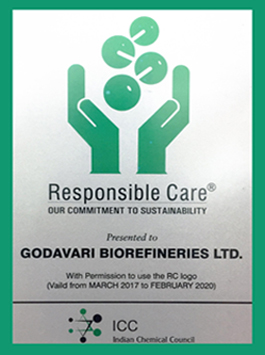 Responsible Care®
OUR COMMITMENT TO SUSTAINABILITY
Presented to
GODAVARI BIOREFINERIES LTD.
With Permission to use the RC logo
(Vaild from MARCH 2017 to FEBRUARY 2020)
ICC
Indian Chemical Council